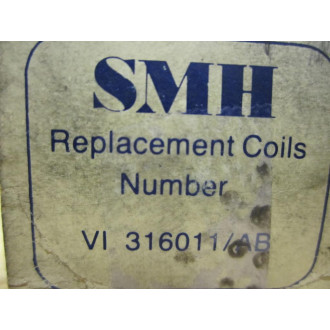 SMH
Replacement Coils
Number
VI 316011/AB